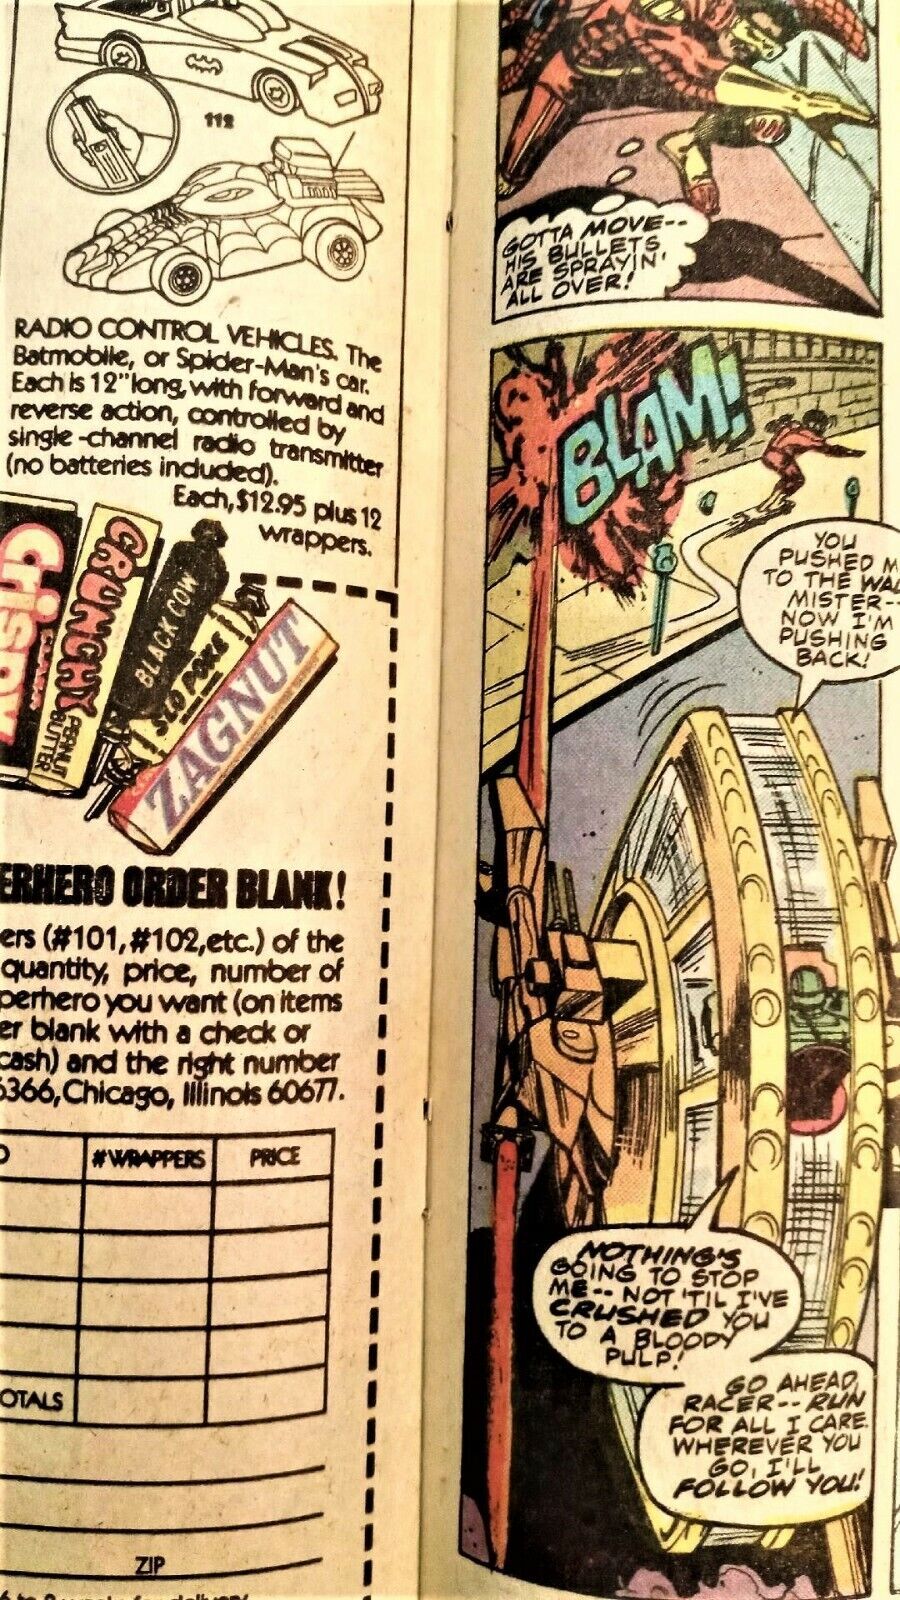 112
RADIO CONTROL VEHICLES. The
Batmobile, or Spider-Man's car.
Each is 12" long, with forward and
reverse action, controlled by
single-channel radio transmitter
(no batteries included).
Each, $12.95 plus 12
wrappers.
Crispy
CRUNCHY
PEANUT
BUTTER
BLACK COW
SLO POKE
ZAGNUT
ERHERO ORDER BLANK!
ers (#101, #102, etc.) of the
quantity, price, number of
perhero you want (on items
er blank with a check or
cash) and the right number
6366, Chicago, Illinois 60677.
# WRAPPERS PRICE
OTALS
ZIP
GOTTA MOVE--
HIS BULLETS
ARE SPRAYIN'
ALL OVER!
BLAM!
YOU
PUSHED M
TO THE WAL
MISTER--
NOW I'M
PUSHING
BACK!
NOTHING'S
GOING TO STOP
ME-- NOT 'TIL I'VE
CRUSHED YOU
TO A BLOODY
PULP!
GO AHEAD,
RACER-- RUN
FOR ALL I CARE
WHEREVER YOU
GO, I'LL
FOLLOW YOU!